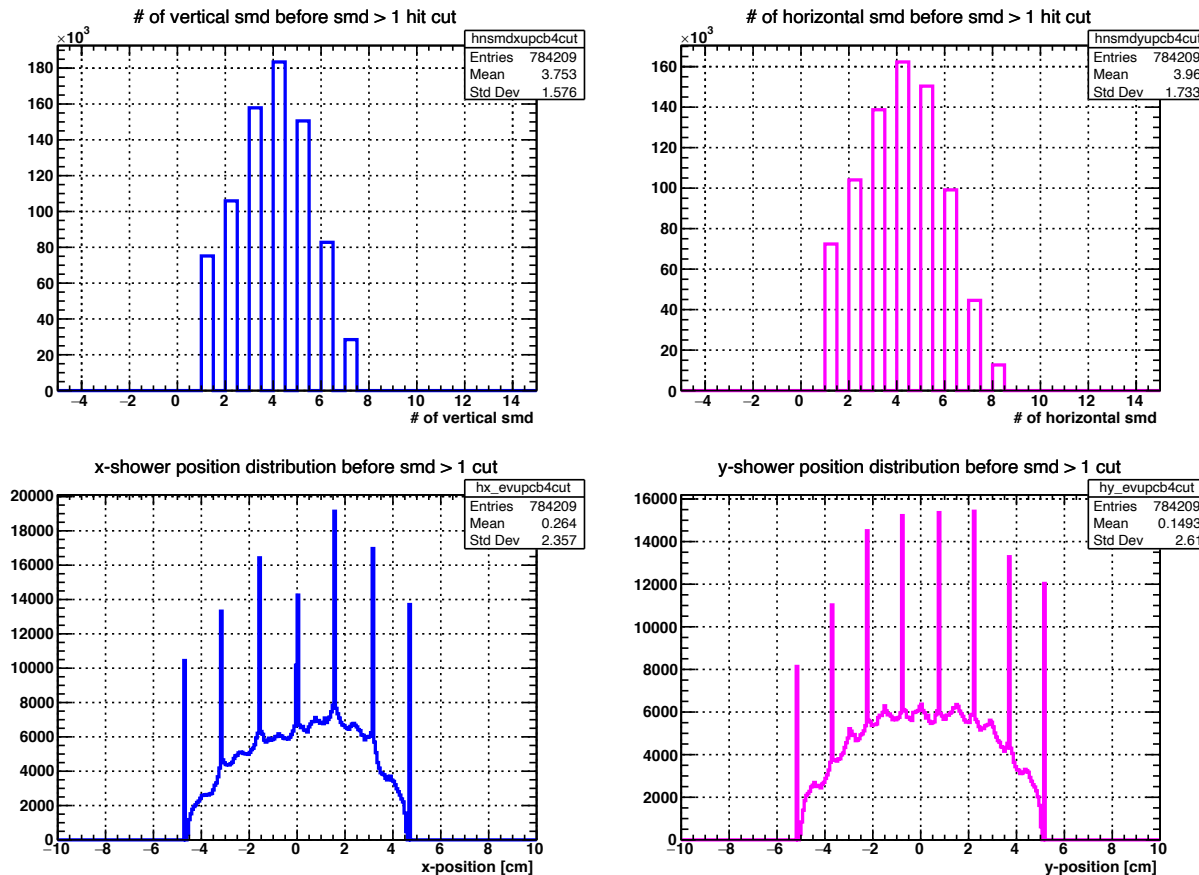 # of vertical smd before smd > 1 hit cut
×10³
hnsmdxupcb4cut
Entries 784209
Mean 3.753
Std Dev 1.576
180
160
140
120
100
80
60
40
20
0
−4 −2 0 2 4 6 8 10 12 14
# of vertical smd
# of horizontal smd before smd > 1 hit cut
×10³
hnsmdyupcb4cut
Entries 784209
Mean 3.96
Std Dev 1.733
160
140
120
100
80
60
40
20
0
−4 −2 0 2 4 6 8 10 12 14
# of horizontal smd
x-shower position distribution before smd > 1 cut
hx_evupcb4cut
Entries 784209
Mean 0.264
Std Dev 2.357
20000
18000
16000
14000
12000
10000
8000
6000
4000
2000
0
−10 −8 −6 −4 −2 0 2 4 6 8 10
x-position [cm]
y-shower position distribution before smd > 1 cut
hy_evupcb4cut
Entries 784209
Mean 0.1493
Std Dev 2.61
16000
14000
12000
10000
8000
6000
4000
2000
0
−10 −8 −6 −4 −2 0 2 4 6 8 10
y-position [cm]